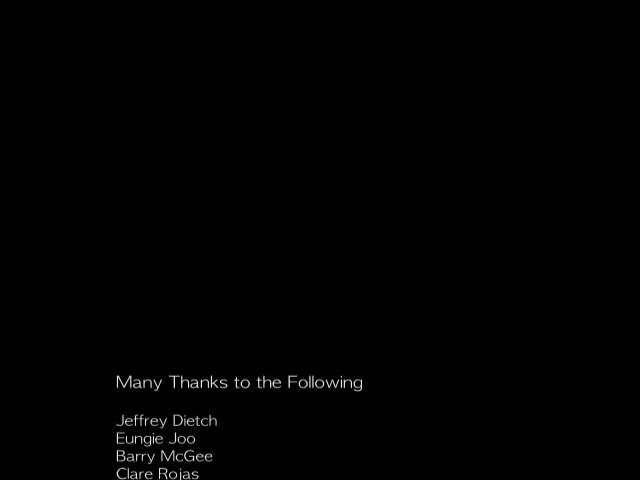 Many Thanks to the Following
Jeffrey Dietch
Eungie Joo
Barry McGee
Clare Rojas